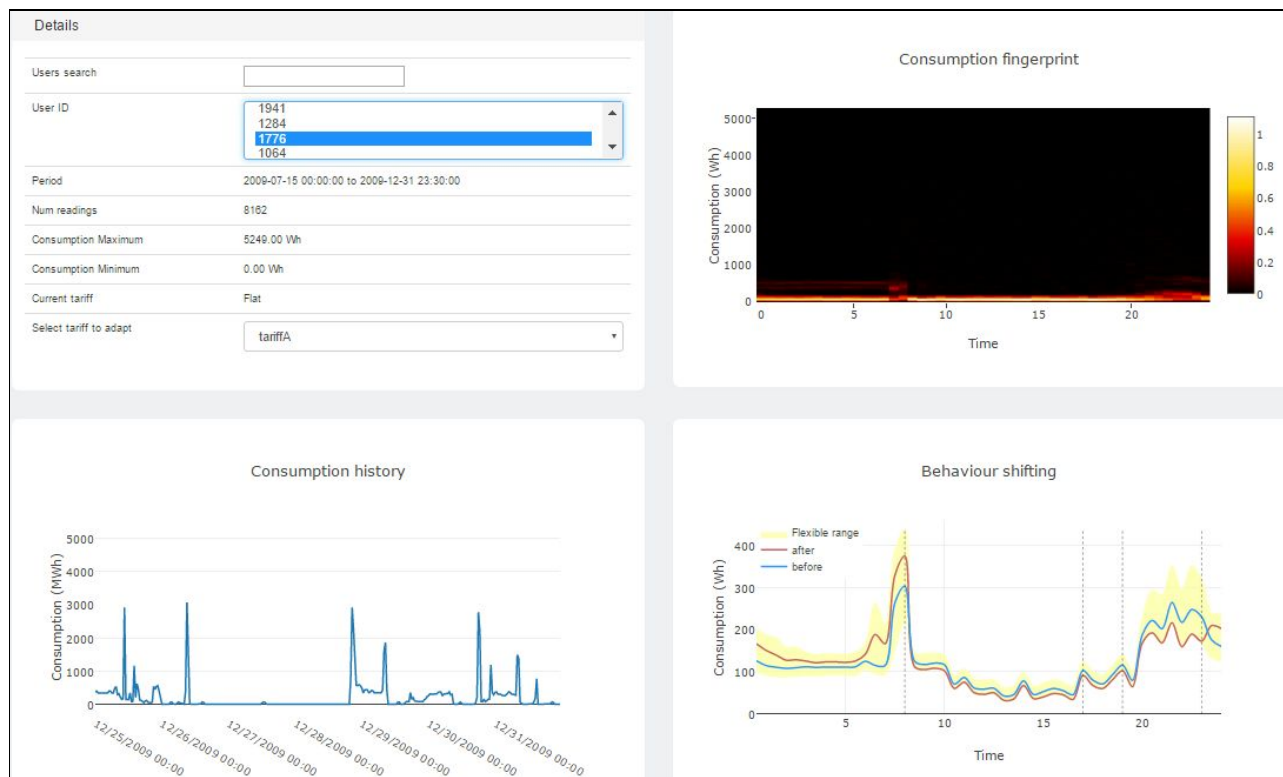 Details
Users search
User ID
1941
1284
1776
1064
Period
2009-07-15 00:00:00 to 2009-12-31 23:30:00
Num readings
8162
Consumption Maximum
5249.00 Wh
Consumption Minimum
0.00 Wh
Current tariff
Flat
Select tariff to adapt
tariffA
Consumption fingerprint
Consumption (Wh)
5000
4000
3000
2000
1000
0
0
5
10
15
20
Time
1
0.8
0.6
0.4
0.2
0
Consumption history
Consumption (MWh)
5000
4000
3000
2000
1000
0
12/25/2009 00:00
12/26/2009 00:00
12/27/2009 00:00
12/28/2009 00:00
12/29/2009 00:00
12/30/2009 00:00
12/31/2009 00:00
Behaviour shifting
Flexible range
after
before
Consumption (Wh)
400
300
200
100
0
5
10
15
20
Time